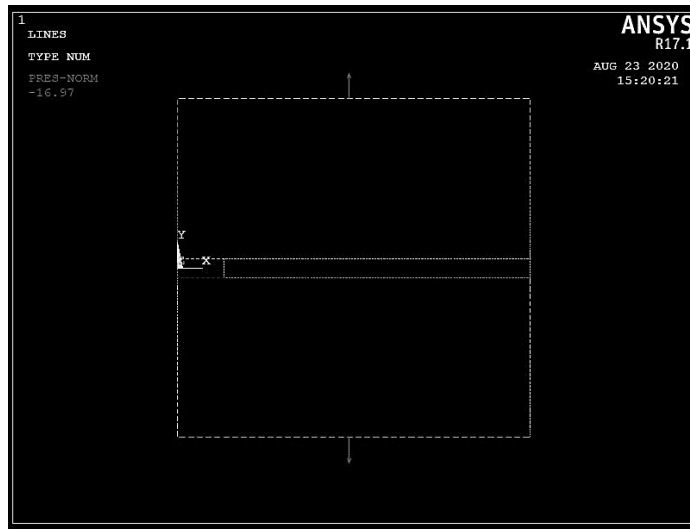 1
LINES
TYPE NUM
PRES-NORM
-16.97
ANSYS
R17.1
AUG 23 2020
15:20:21
Y
X